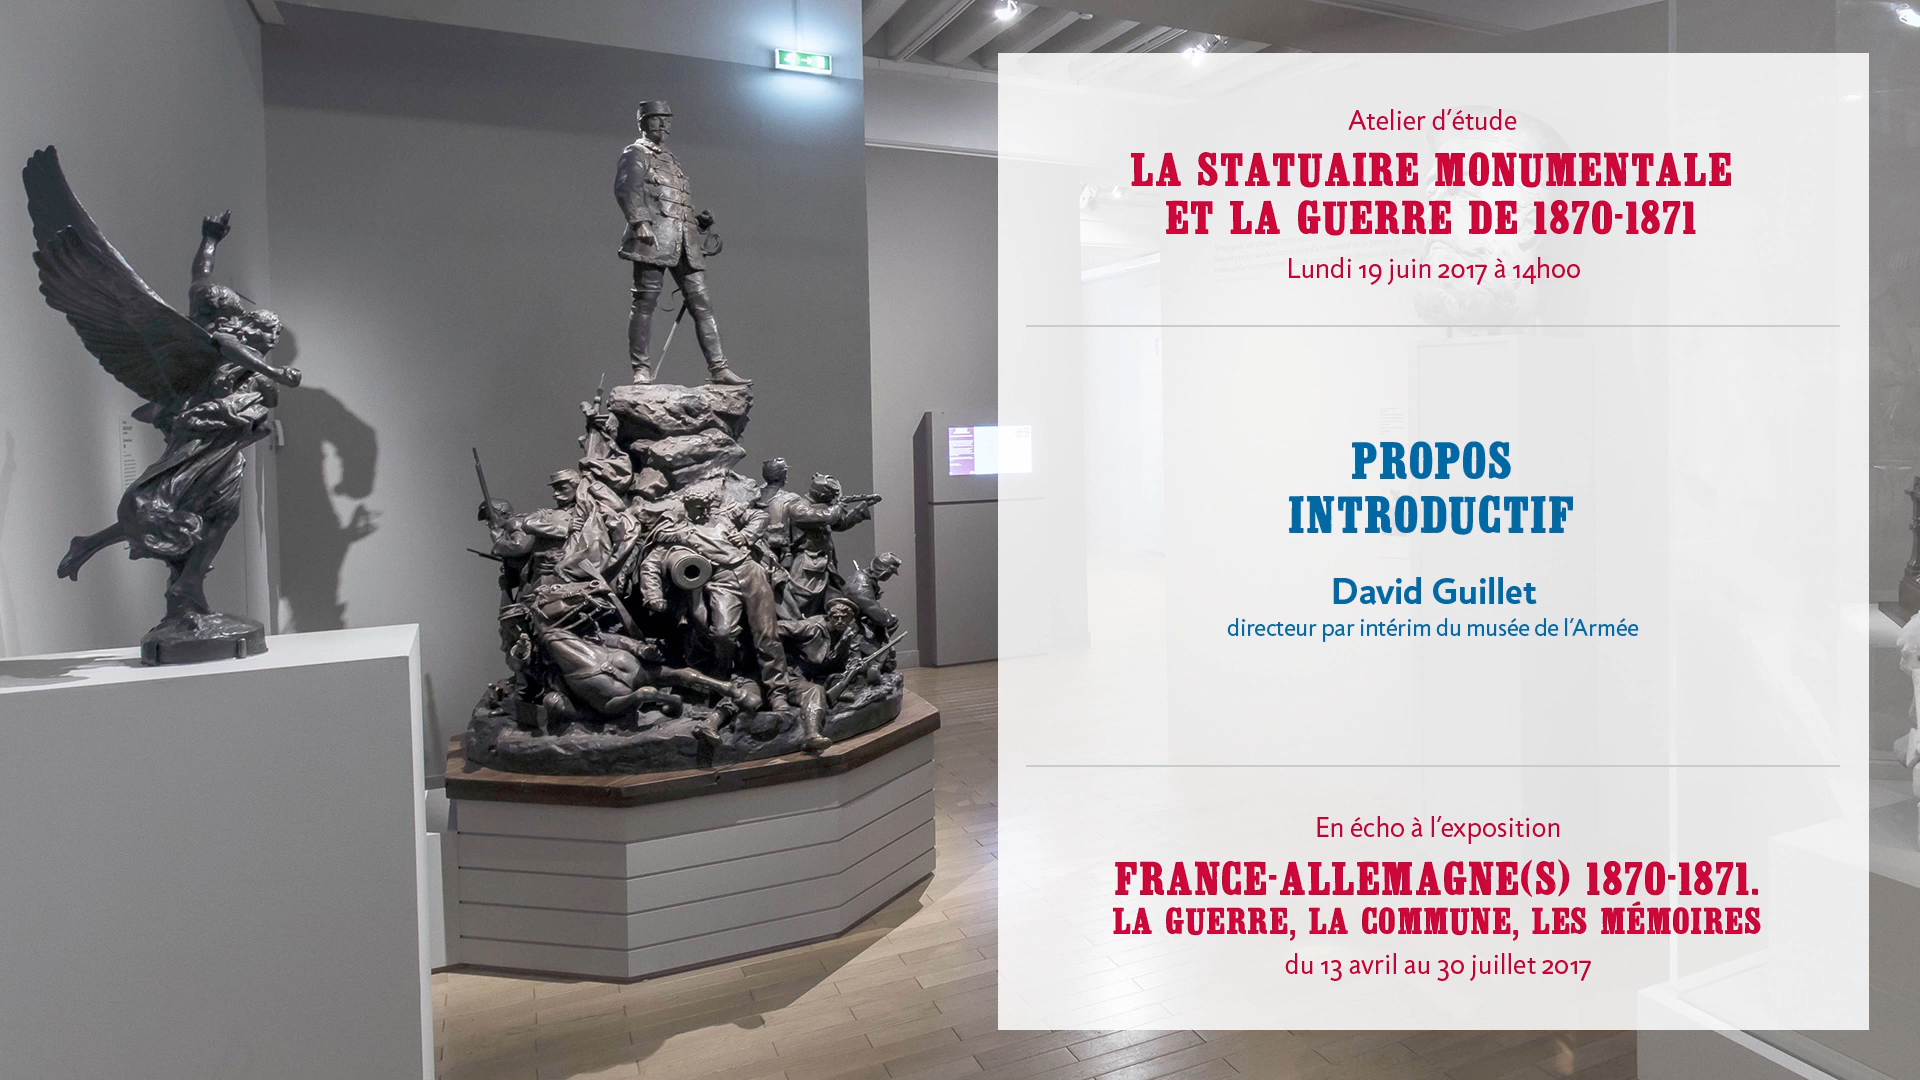 Atelier d'étude
LA STATUAIRE MONUMENTALE
ET LA GUERRE DE 1870-1871
Lundi 19 juin 2017 à 14h00
PROPOS
INTRODUCTIF
David Guillet
directeur par intérim du musée de l'Armée
En écho à l'exposition
FRANCE-ALLEMAGNE(S) 1870-1871.
LA GUERRE, LA COMMUNE, LES MÉMOIRES
du 13 avril au 30 juillet 2017